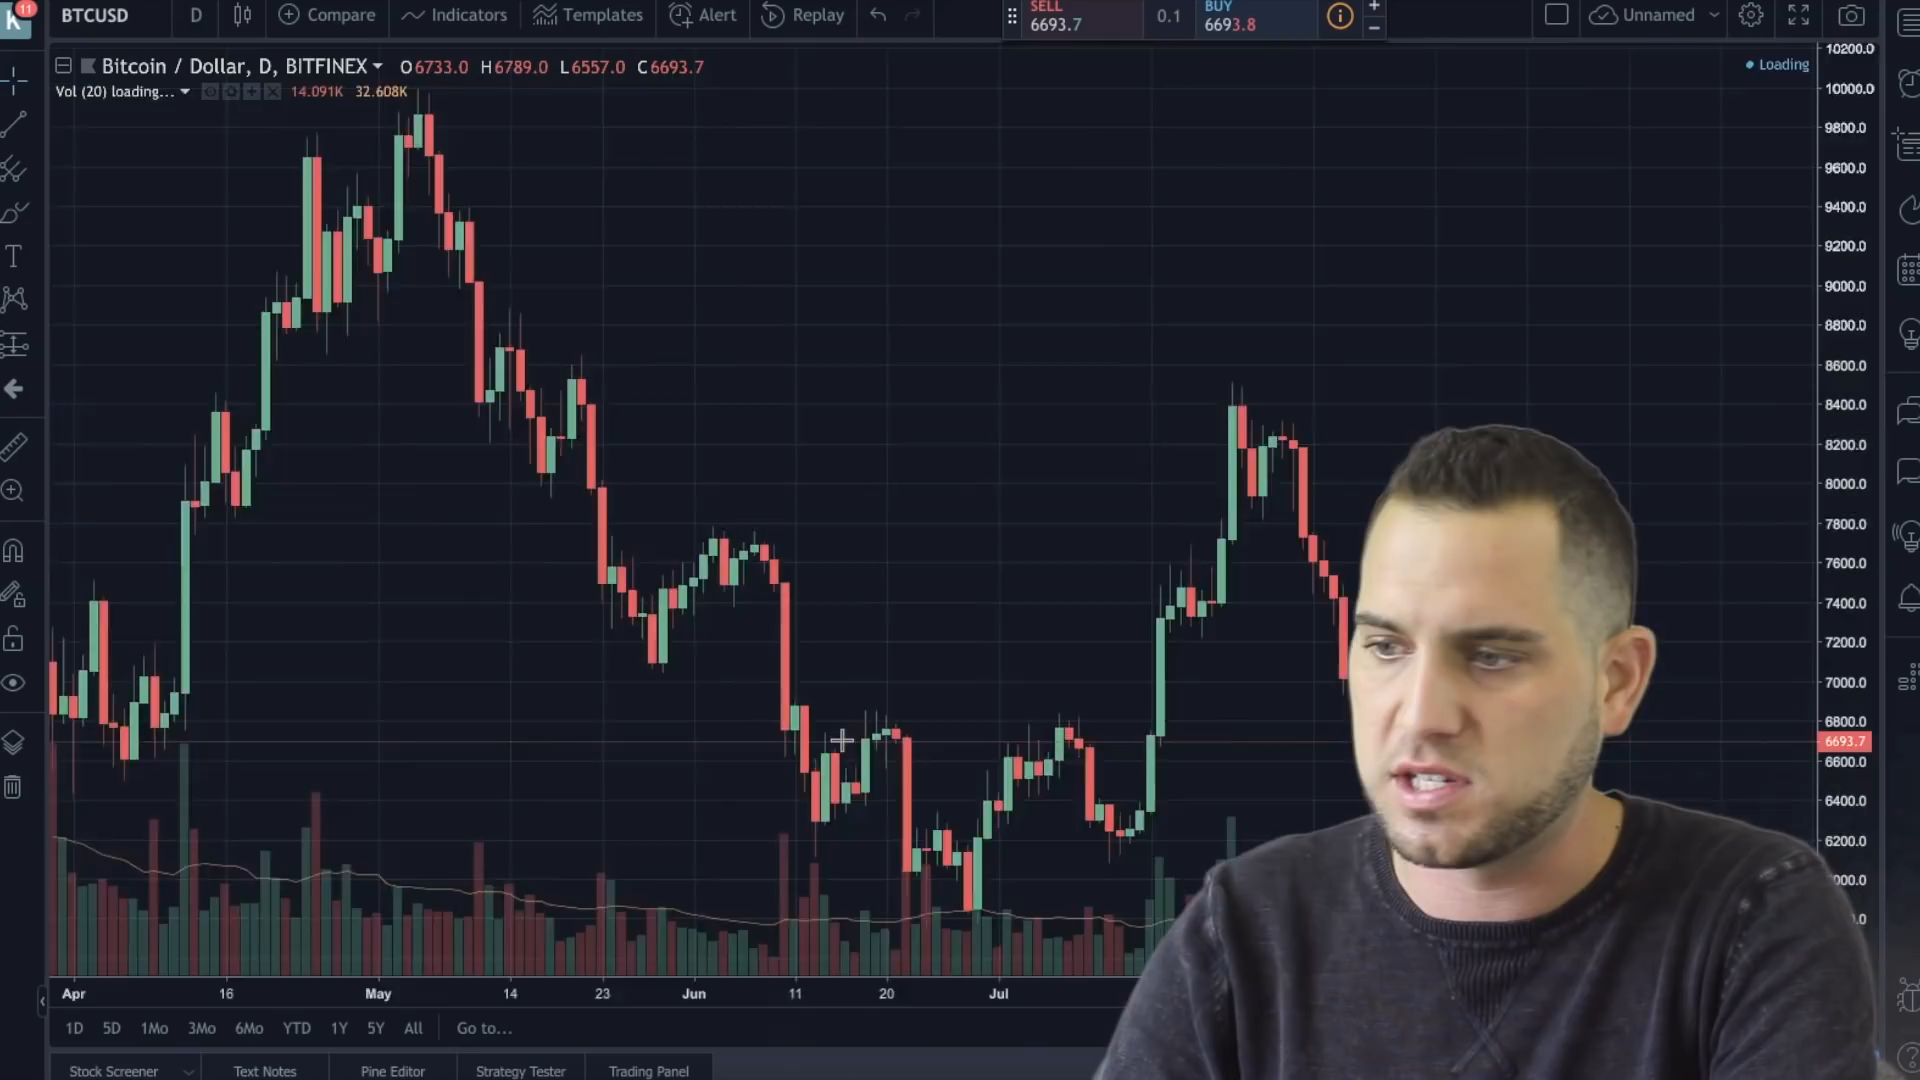 11
K
BTCUSD D Compare Indicators Templates Alert Replay
SELL
6693.7
0.1
BUY
6693.8
Unnamed
Bitcoin / Dollar, D, BITFINEX O6733.0 H6789.0 L6557.0 C6693.7
Loading
Vol (20) loading... 14.091K 32.608K
10200.0
10000.0
9800.0
9600.0
9400.0
9200.0
9000.0
8800.0
8600.0
8400.0
8200.0
8000.0
7800.0
7600.0
7400.0
7200.0
7000.0
6800.0
6693.7
6600.0
6400.0
6200.0
Apr 16 May 14 23 Jun 11 20 Jul
1D 5D 1Mo 3Mo 6Mo YTD 1Y 5Y All Go to...
Stock Screener Text Notes Pine Editor Strategy Tester Trading Panel